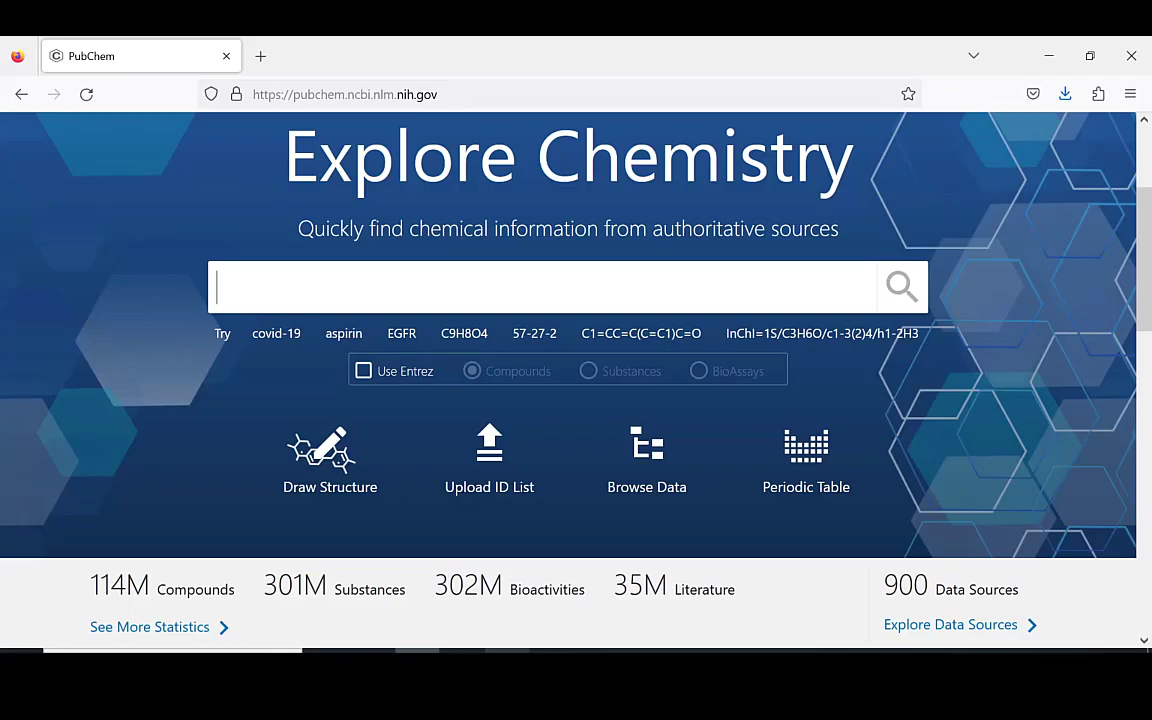 PubChem
https://pubchem.ncbi.nlm.nih.gov
Explore Chemistry
Quickly find chemical information from authoritative sources
Try covid-19 aspirin EGFR C9H8O4 57-27-2 C1=CC=C(C=C1)C=O InChI=1S/C3H6O/c1-3(2)4/h1-2H3
Use Entrez Compounds Substances BioAssays
Draw Structure Upload ID List Browse Data Periodic Table
114M Compounds 301M Substances 302M Bioactivities 35M Literature 900 Data Sources
See More Statistics Explore Data Sources